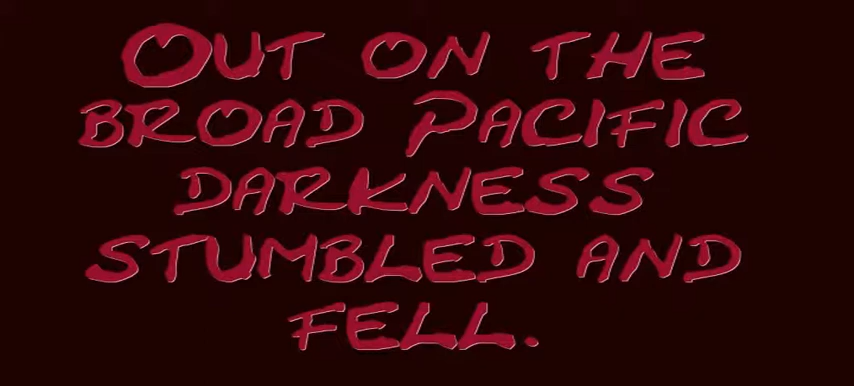 Out on the
broad Pacific
darkness
stumbled and
fell.